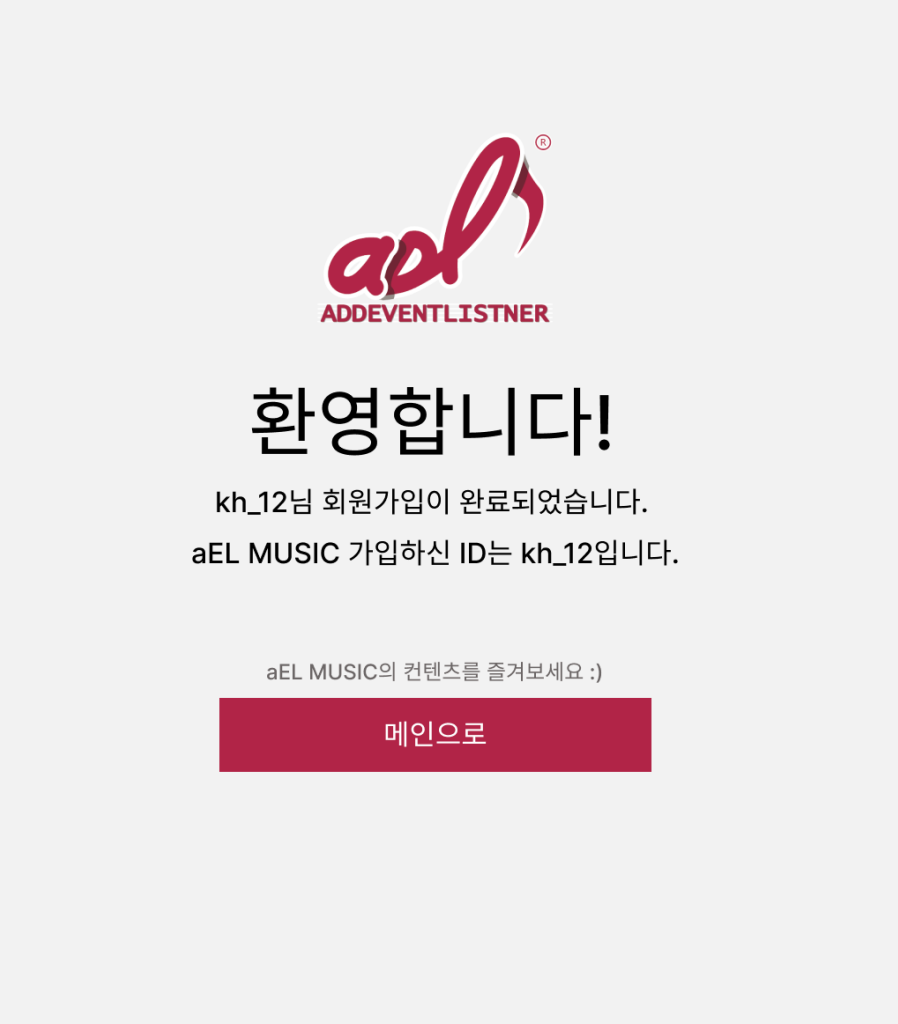 ael
®
ADDEVENTLISTNER
환영합니다!
kh_12님 회원가입이 완료되었습니다.
aEL MUSIC 가입하신 ID는 kh_12입니다.
aEL MUSIC의 컨텐츠를 즐겨보세요 :)
메인으로